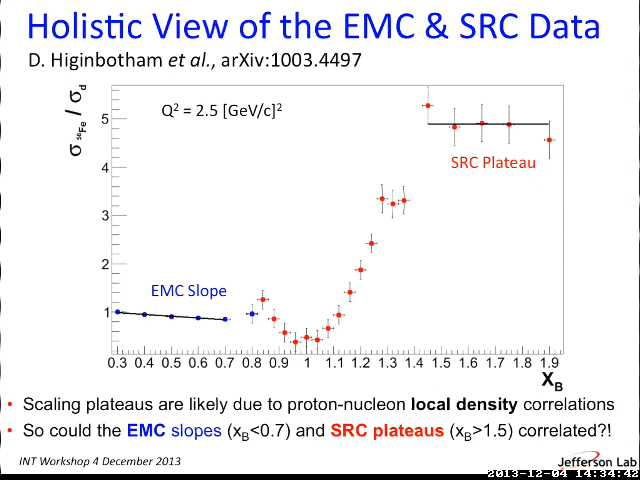 Holistic View of the EMC & SRC Data
D. Higinbotham et al., arXiv:1003.4497
σ 56Fe / σd
Q² = 2.5 [GeV/c]²
5
4
3
2
1
SRC Plateau
EMC Slope
0.3 0.4 0.5 0.6 0.7 0.8 0.9 1 1.1 1.2 1.3 1.4 1.5 1.6 1.7 1.8 1.9
XB
• Scaling plateaus are likely due to proton-nucleon local density correlations
• So could the EMC slopes (xB<0.7) and SRC plateaus (xB>1.5) correlated?!
INT Workshop 4 December 2013
Jefferson Lab
2013-12-04 14:34:42